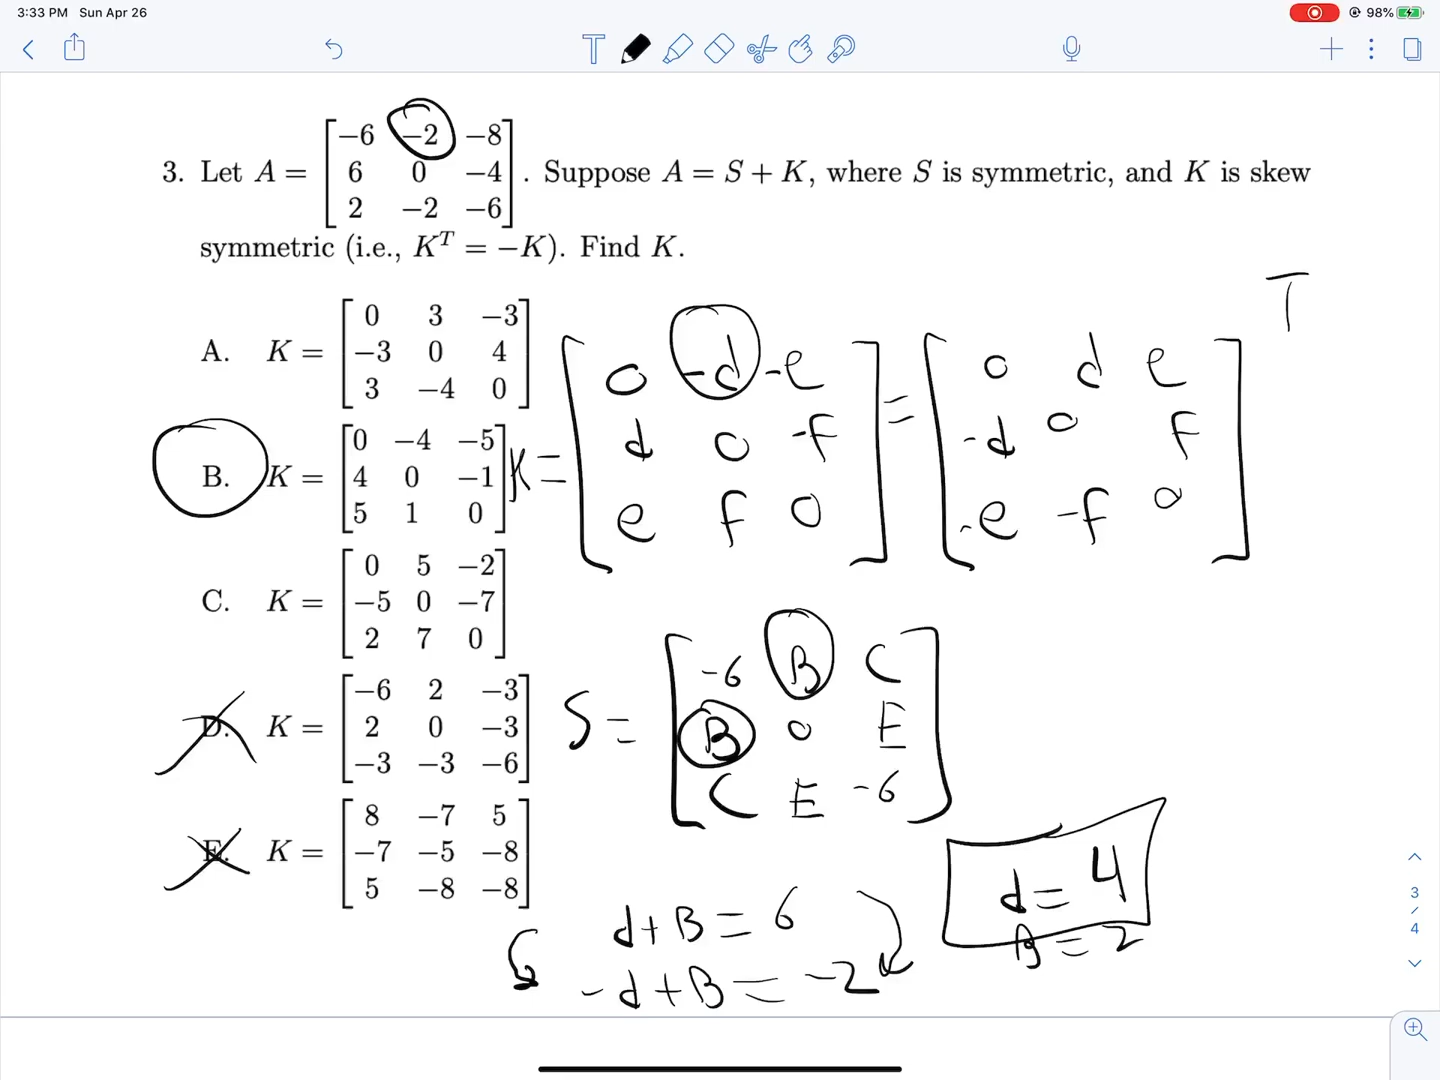 3:33 PM Sun Apr 26
98%
T
−6 −2 −8
3. Let A = 6 0 −4 . Suppose A = S + K, where S is symmetric, and K is skew
2 −2 −6
symmetric (i.e., K^T = −K). Find K.
0 3 −3
A. K = −3 0 4
3 −4 0
0 −4 −5
B. K = 4 0 −1
5 1 0
0 5 −2
C. K = −5 0 −7
2 7 0
−6 2 −3
D. K = 2 0 −3
−3 −3 −6
8 −7 5
E. K = −7 −5 −8
5 −8 −8
T
0 -d -e 0 d e
K = d 0 -f = -d 0 f
e f 0 -e -f 0
-6 B C
S = B 0 E
C E -6
d + B = 6
-d + B = -2
d = 4
B = 2
3
/
4